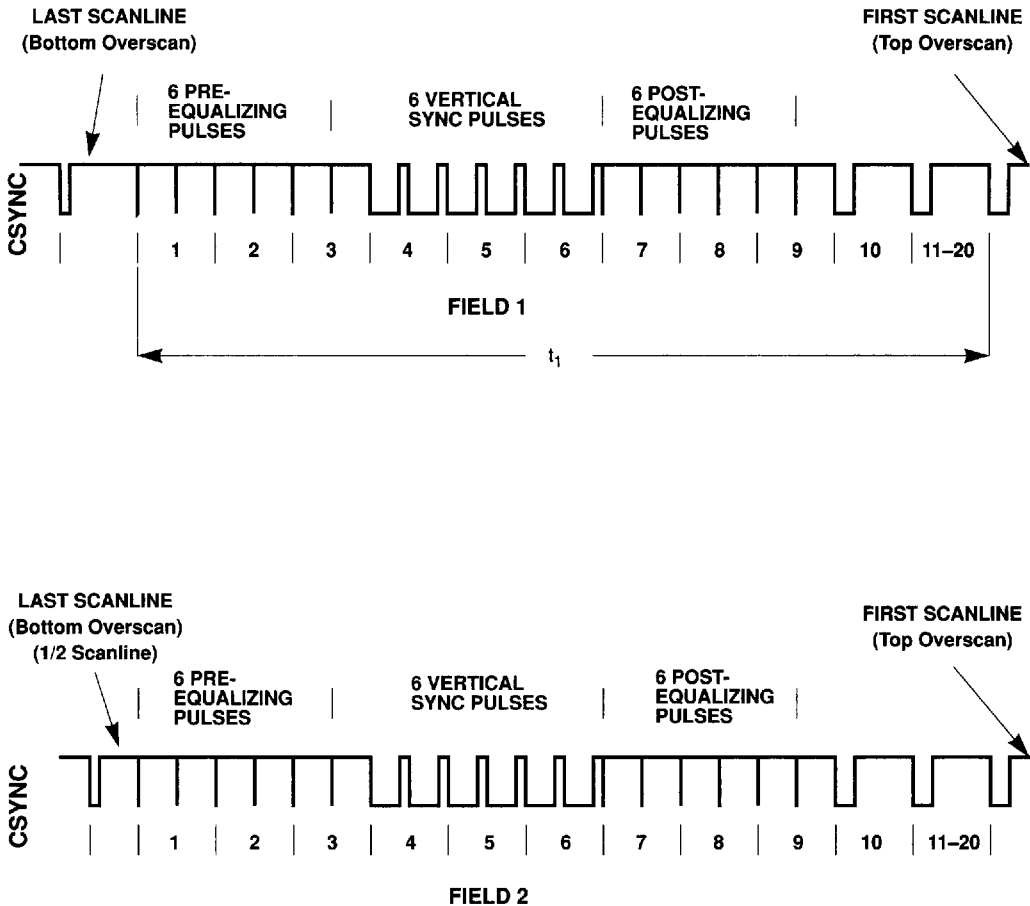 LAST SCANLINE
(Bottom Overscan)
FIRST SCANLINE
(Top Overscan)
6 PRE-
EQUALIZING
PULSES
6 VERTICAL
SYNC PULSES
6 POST-
EQUALIZING
PULSES
CSYNC
1 2 3 4 5 6 7 8 9 10 11–20
FIELD 1
t1
LAST SCANLINE
(Bottom Overscan)
(1/2 Scanline)
FIRST SCANLINE
(Top Overscan)
6 PRE-
EQUALIZING
PULSES
6 VERTICAL
SYNC PULSES
6 POST-
EQUALIZING
PULSES
CSYNC
1 2 3 4 5 6 7 8 9 10 11–20
FIELD 2